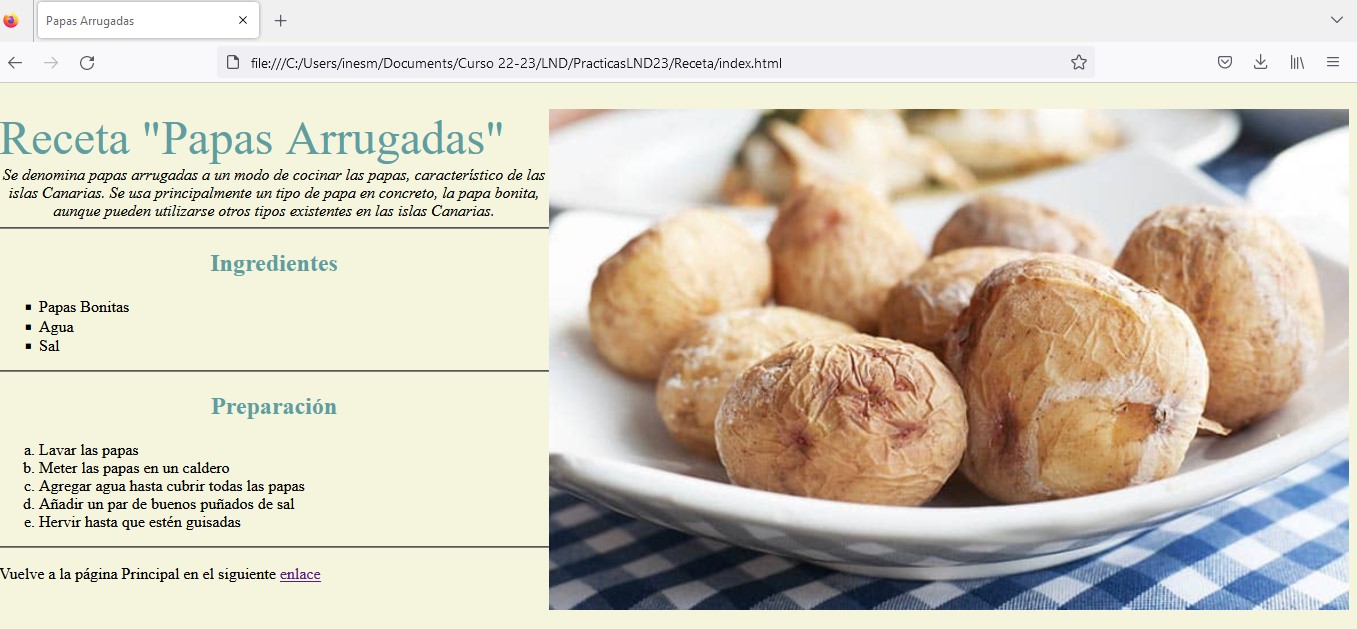 Papas Arrugadas
file:///C:/Users/inesm/Documents/Curso 22-23/LND/PracticasLND23/Receta/index.html
Receta "Papas Arrugadas"
Se denomina papas arrugadas a un modo de cocinar las papas, característico de las
islas Canarias. Se usa principalmente un tipo de papa en concreto, la papa bonita,
aunque pueden utilizarse otros tipos existentes en las islas Canarias.
Ingredientes
▪ Papas Bonitas
▪ Agua
▪ Sal
Preparación
a. Lavar las papas
b. Meter las papas en un caldero
c. Agregar agua hasta cubrir todas las papas
d. Añadir un par de buenos puñados de sal
e. Hervir hasta que estén guisadas
Vuelve a la página Principal en el siguiente enlace